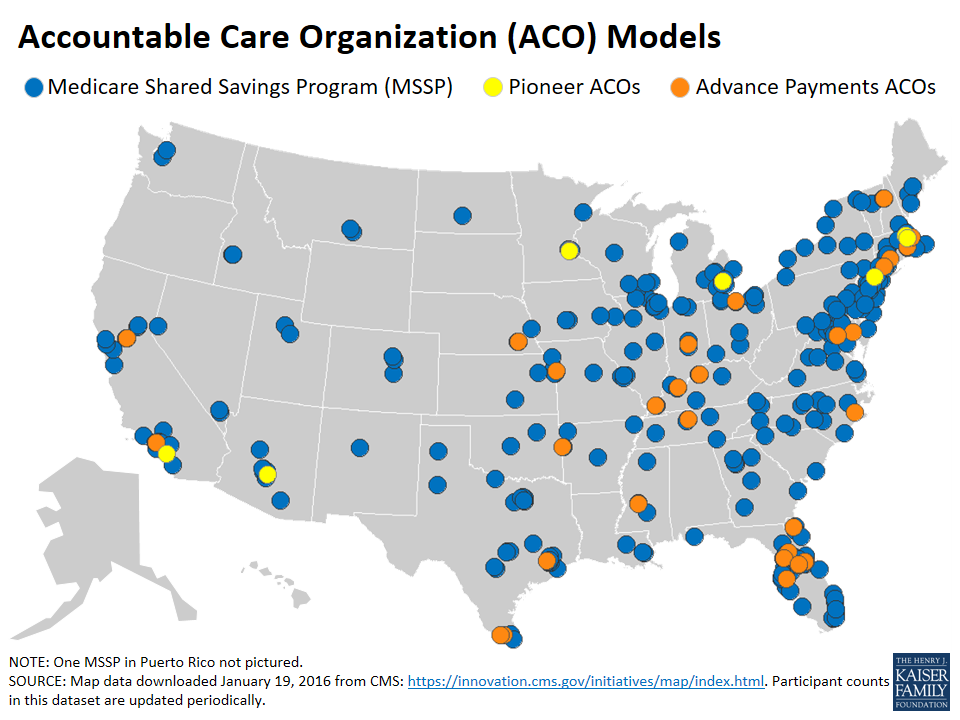 Accountable Care Organization (ACO) Models
Medicare Shared Savings Program (MSSP) Pioneer ACOs Advance Payments ACOs
NOTE: One MSSP in Puerto Rico not pictured.
SOURCE: Map data downloaded January 19, 2016 from CMS: https://innovation.cms.gov/initiatives/map/index.html. Participant counts
in this dataset are updated periodically.
THE HENRY J.
KAISER
FAMILY
FOUNDATION